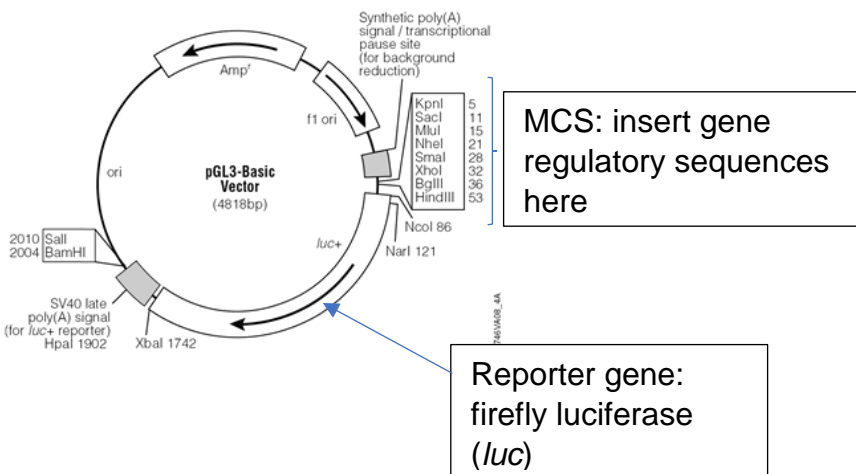 Synthetic poly(A)
signal / transcriptional
pause site
(for background
reduction)
Ampʳ
f1 ori
KpnI 5
SacI 11
MluI 15
NheI 21
SmaI 28
XhoI 32
BglII 36
HindIII 53
MCS: insert gene
regulatory sequences
here
ori
pGL3-Basic
Vector
(4818bp)
NcoI 86
NarI 121
luc+
2010 SalI
2004 BamHI
SV40 late
poly(A) signal
(for luc+ reporter)
HpaI 1902
XbaI 1742
746VA08_4A
Reporter gene:
firefly luciferase
(luc)